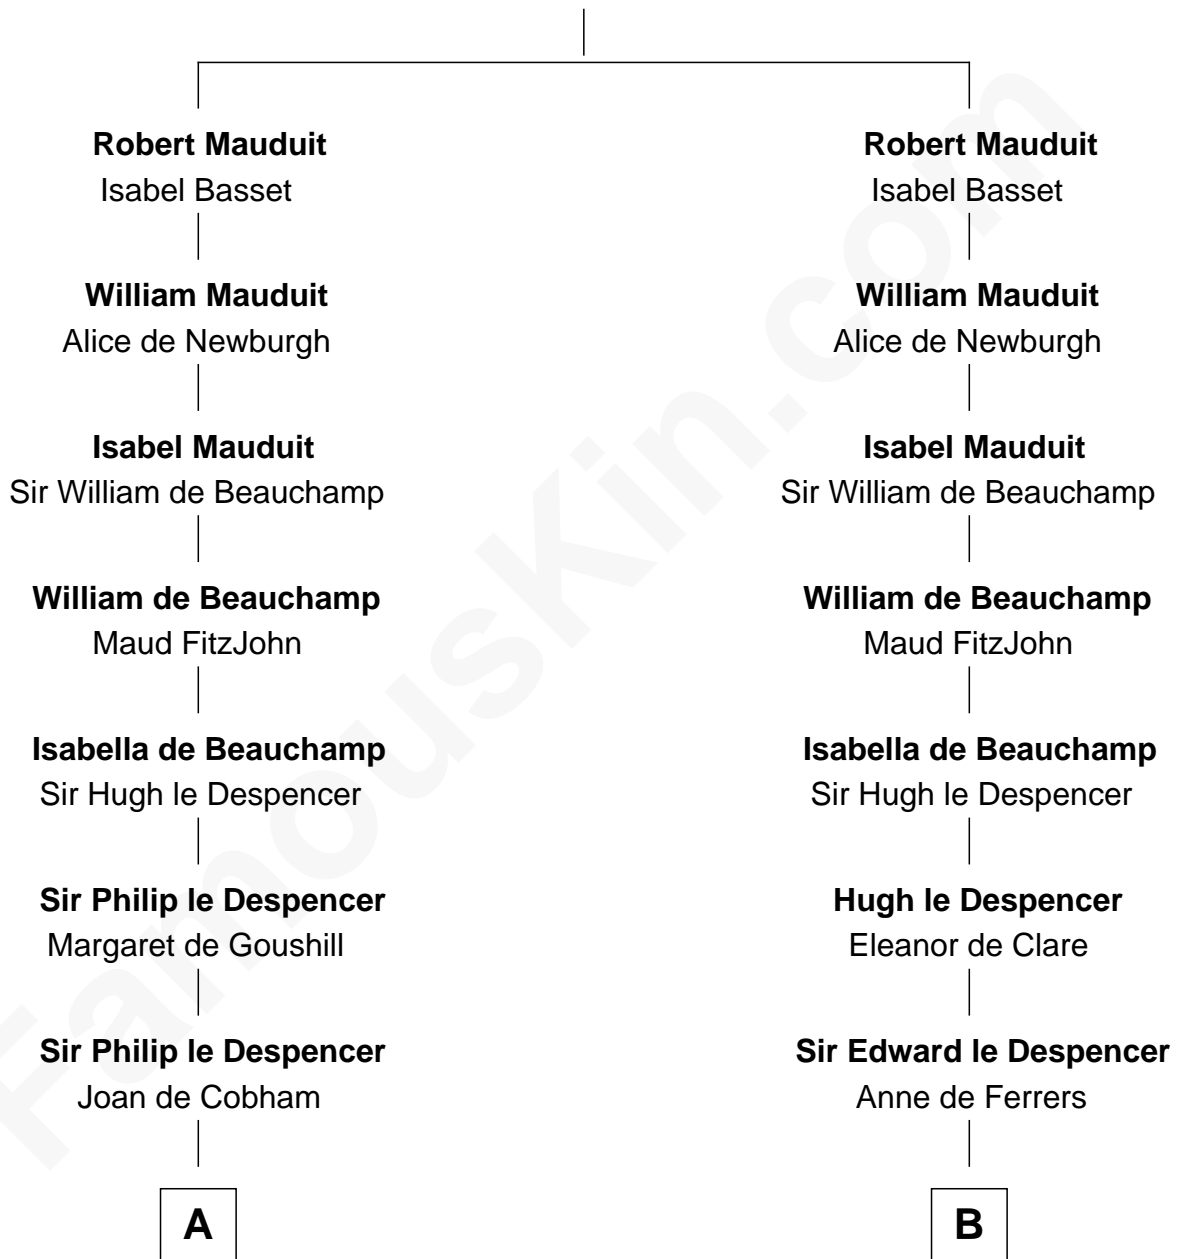 Robert Mauduit
Isabel Basset
William Mauduit
Alice de Newburgh
Isabel Mauduit
Sir William de Beauchamp
William de Beauchamp
Maud FitzJohn
Isabella de Beauchamp
Sir Hugh le Despencer
Sir Philip le Despencer
Margaret de Goushill
Sir Philip le Despencer
Joan de Cobham
A
Robert Mauduit
Isabel Basset
William Mauduit
Alice de Newburgh
Isabel Mauduit
Sir William de Beauchamp
William de Beauchamp
Maud FitzJohn
Isabella de Beauchamp
Sir Hugh le Despencer
Hugh le Despencer
Eleanor de Clare
Sir Edward le Despencer
Anne de Ferrers
B
FamousKin.com